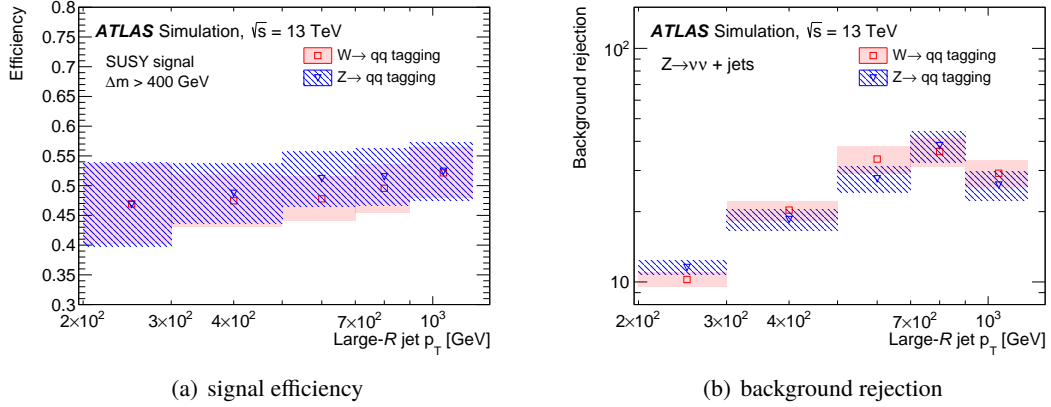 Efficiency
0.8
0.75
0.7
0.65
0.6
0.55
0.5
0.45
0.4
0.35
0.3
ATLAS Simulation, √s = 13 TeV
SUSY signal
Δm > 400 GeV
W→ qq tagging
Z→ qq tagging
2×10² 3×10² 4×10² 7×10² 10³
Large-R jet p_T [GeV]
(a) signal efficiency
Background rejection
10²
10
ATLAS Simulation, √s = 13 TeV
Z→νν + jets
W→ qq tagging
Z→ qq tagging
2×10² 3×10² 4×10² 7×10² 10³
Large-R jet p_T [GeV]
(b) background rejection